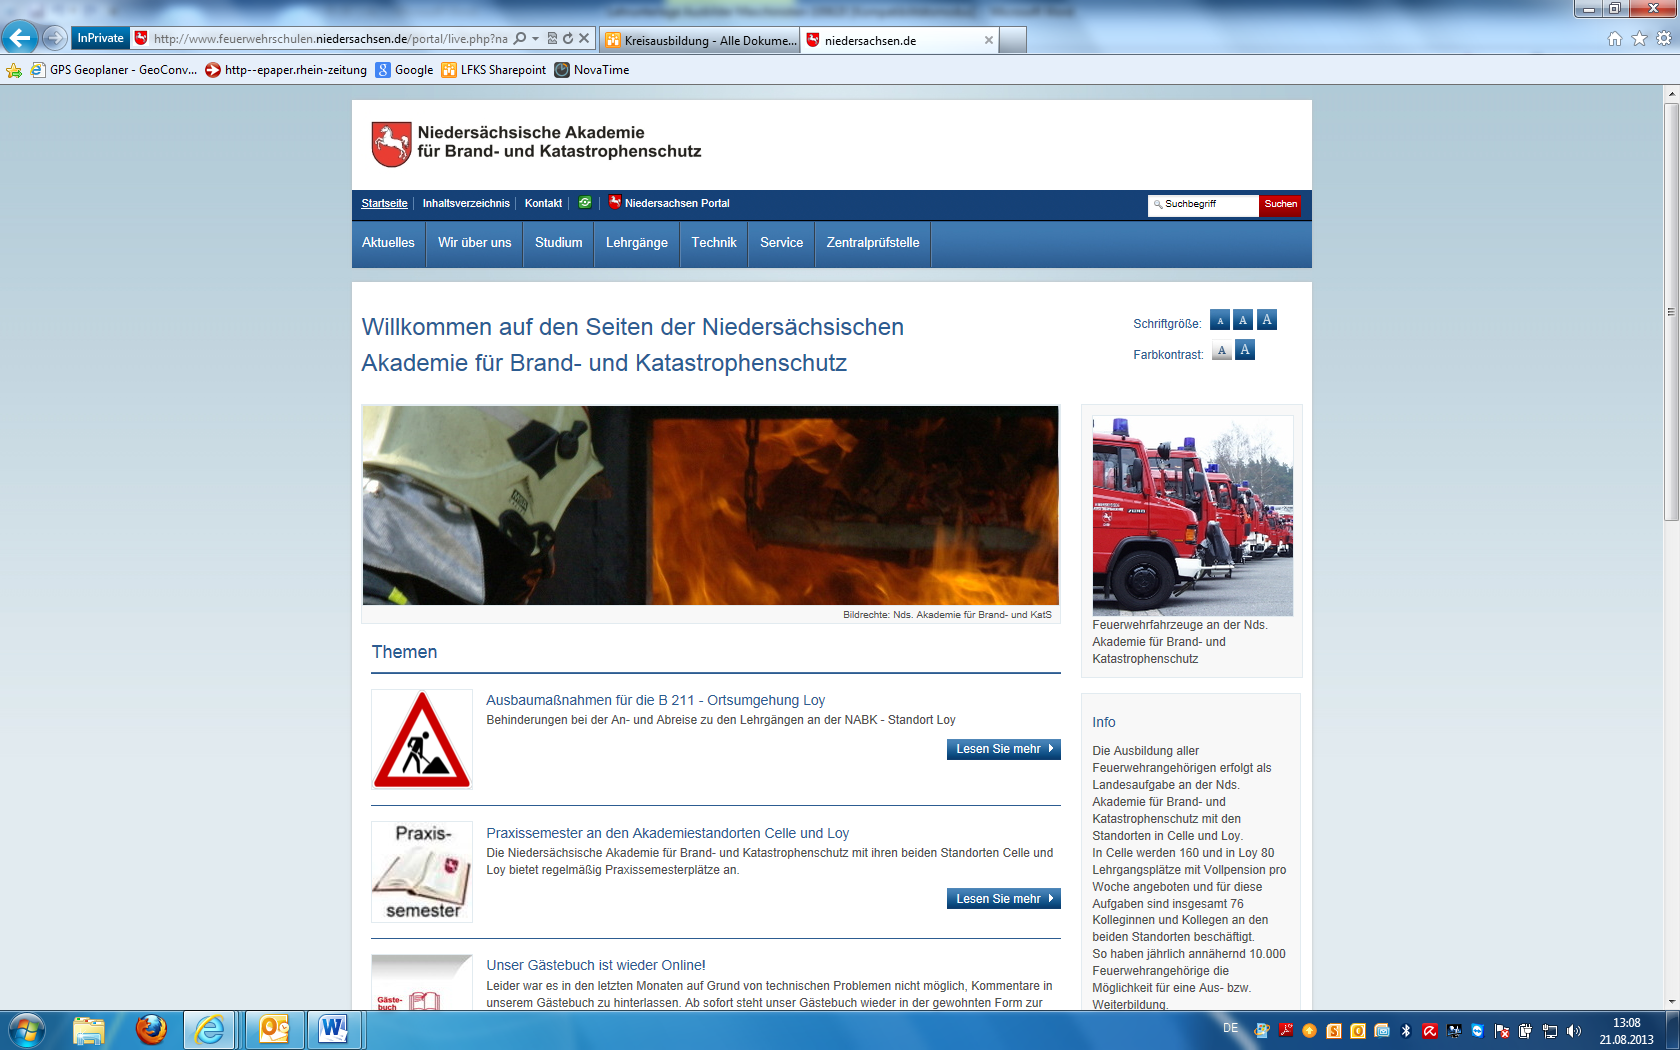 InPrivate
http://www.feuerwehrschulen.niedersachsen.de/portal/live.php?na
Kreisausbildung - Alle Dokume...
niedersachsen.de
GPS Geoplaner - GeoConv...
http--epaper.rhein-zeitung
Google
LFKS Sharepoint
NovaTime
Niedersächsische Akademie
für Brand- und Katastrophenschutz
Startseite
Inhaltsverzeichnis
Kontakt
Niedersachsen Portal
Suchbegriff
Suchen
Aktuelles
Wir über uns
Studium
Lehrgänge
Technik
Service
Zentralprüfstelle
Willkommen auf den Seiten der Niedersächsischen
Akademie für Brand- und Katastrophenschutz
Schriftgröße: A A A
Farbkontrast: A A
Bildrechte: Nds. Akademie für Brand- und KatS
Feuerwehrfahrzeuge an der Nds.
Akademie für Brand- und
Katastrophenschutz
Themen
Ausbaumaßnahmen für die B 211 - Ortsumgehung Loy
Behinderungen bei der An- und Abreise zu den Lehrgängen an der NABK - Standort Loy
Lesen Sie mehr
Praxis-
semester
Praxissemester an den Akademiestandorten Celle und Loy
Die Niedersächsische Akademie für Brand- und Katastrophenschutz mit ihren beiden Standorten Celle und
Loy bietet regelmäßig Praxissemesterplätze an.
Lesen Sie mehr
Gäste-
buch
Unser Gästebuch ist wieder Online!
Leider war es in den letzten Monaten auf Grund von technischen Problemen nicht möglich, Kommentare in
unserem Gästebuch zu hinterlassen. Ab sofort steht unser Gästebuch wieder in der gewohnten Form zur
Info
Die Ausbildung aller
Feuerwehrangehörigen erfolgt als
Landesaufgabe an der Nds.
Akademie für Brand- und
Katastrophenschutz mit den
Standorten in Celle und Loy.
In Celle werden 160 und in Loy 80
Lehrgangsplätze mit Vollpension pro
Woche angeboten und für diese
Aufgaben sind insgesamt 76
Kolleginnen und Kollegen an den
beiden Standorten beschäftigt.
So haben jährlich annähernd 10.000
Feuerwehrangehörige die
Möglichkeit für eine Aus- bzw.
Weiterbildung.
DE
13:08
21.08.2013